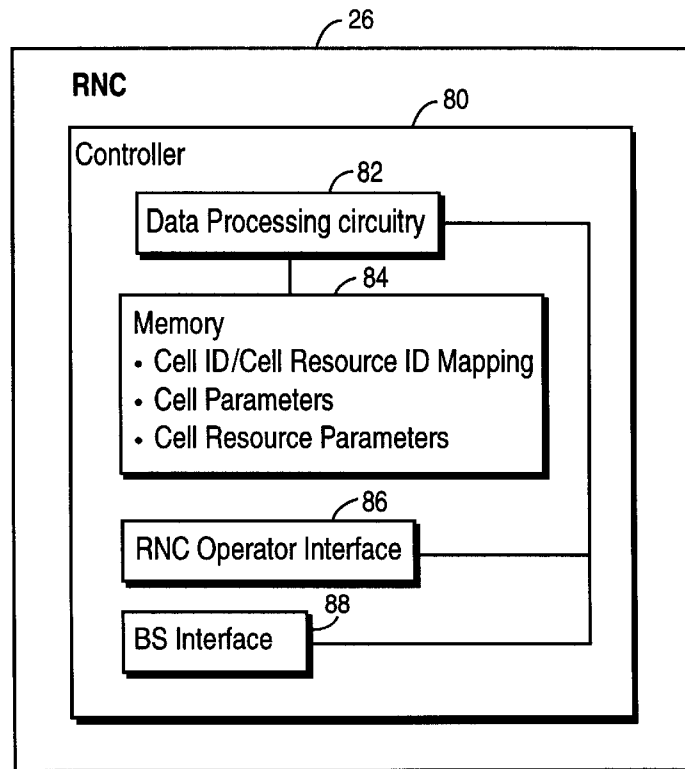 26
RNC
80
Controller
82
Data Processing circuitry
84
Memory
• Cell ID/Cell Resource ID Mapping
• Cell Parameters
• Cell Resource Parameters
86
RNC Operator Interface
88
BS Interface